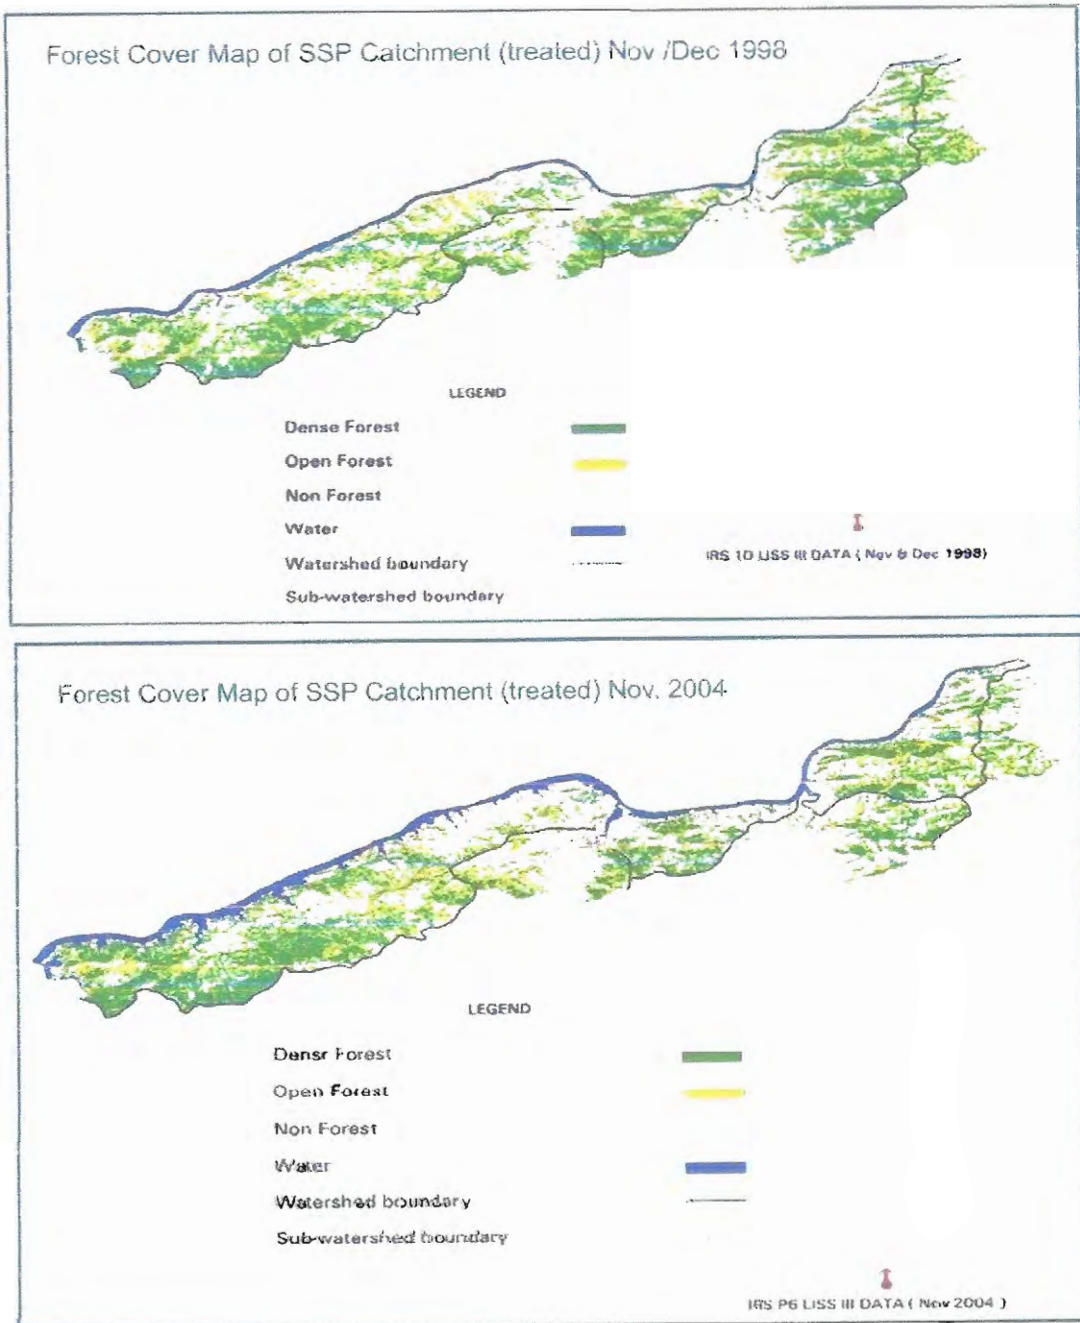 Forest Cover Map of SSP Catchment (treated) Nov /Dec 1998
LEGEND
Dense Forest
Open Forest
Non Forest
Water
Watershed boundary
Sub-watershed boundary
IRS 1D LISS III DATA ( Nov & Dec 1998)
Forest Cover Map of SSP Catchment (treated) Nov. 2004
LEGEND
Densr Forest
Open Forest
Non Forest
Water
Watershed boundary
Sub-watershed boundary
IRS P6 LISS III DATA ( Nov 2004 )